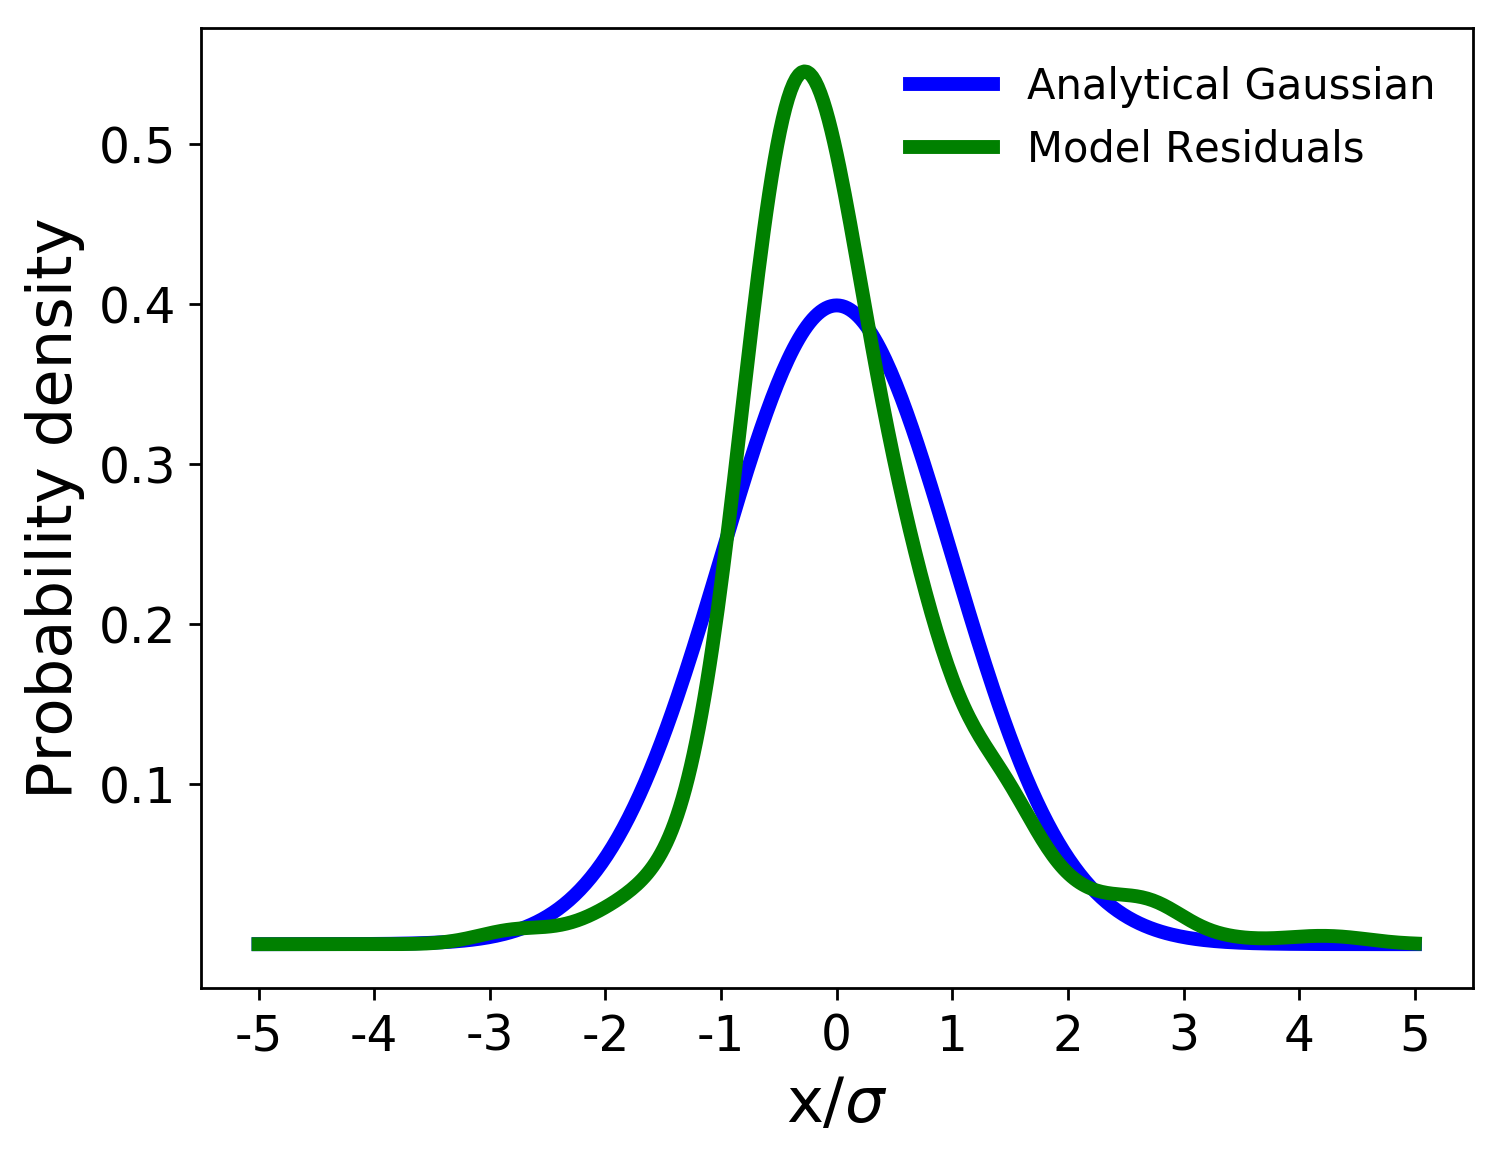 Analytical Gaussian
Model Residuals
Probability density
0.5
0.4
0.3
0.2
0.1
-5 -4 -3 -2 -1 0 1 2 3 4 5
x/σ